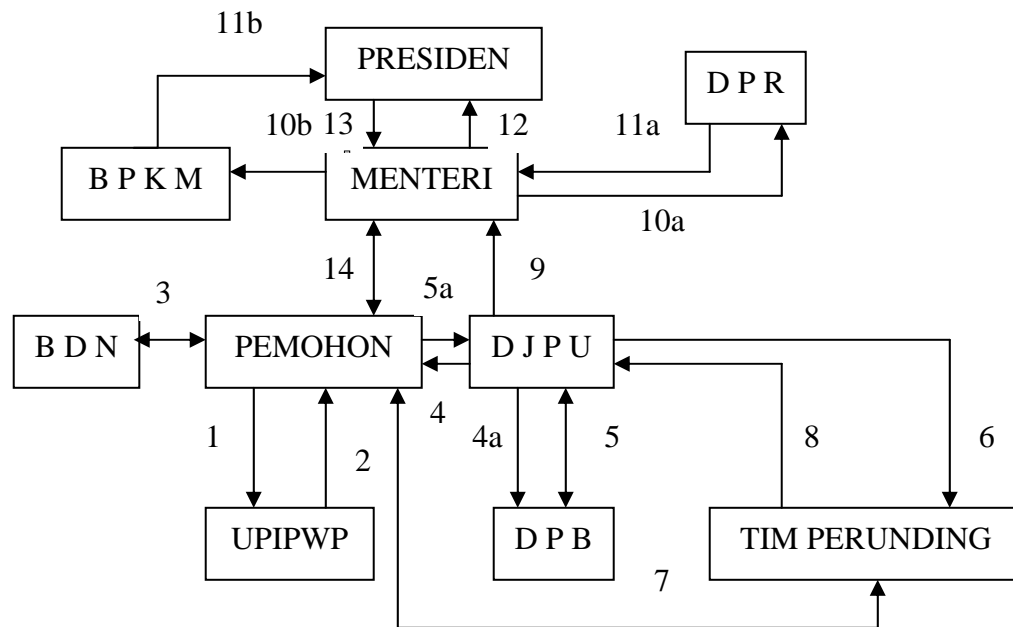 11b
PRESIDEN
D P R
10b
13
12
11a
B P K M
MENTERI
10a
14
9
3
5a
B D N
PEMOHON
D J P U
4
1
2
4a
5
8
6
UPIPWP
D P B
TIM PERUNDING
7